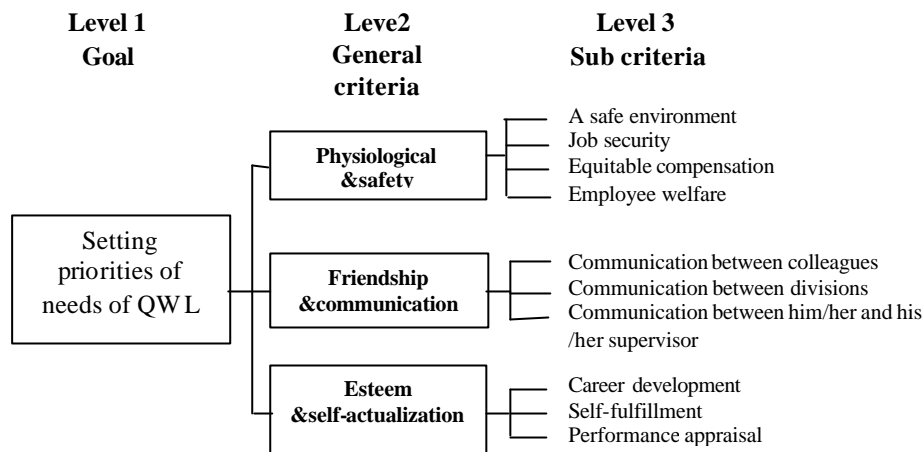 Level 1
Goal
Leve2
General
criteria
Level 3
Sub criteria
Setting
priorities of
needs of QWL
Physiological
&safety
A safe environment
Job security
Equitable compensation
Employee welfare
Friendship
&communication
Communication between colleagues
Communication between divisions
Communication between him/her and his
/her supervisor
Esteem
&self-actualization
Career development
Self-fulfillment
Performance appraisal